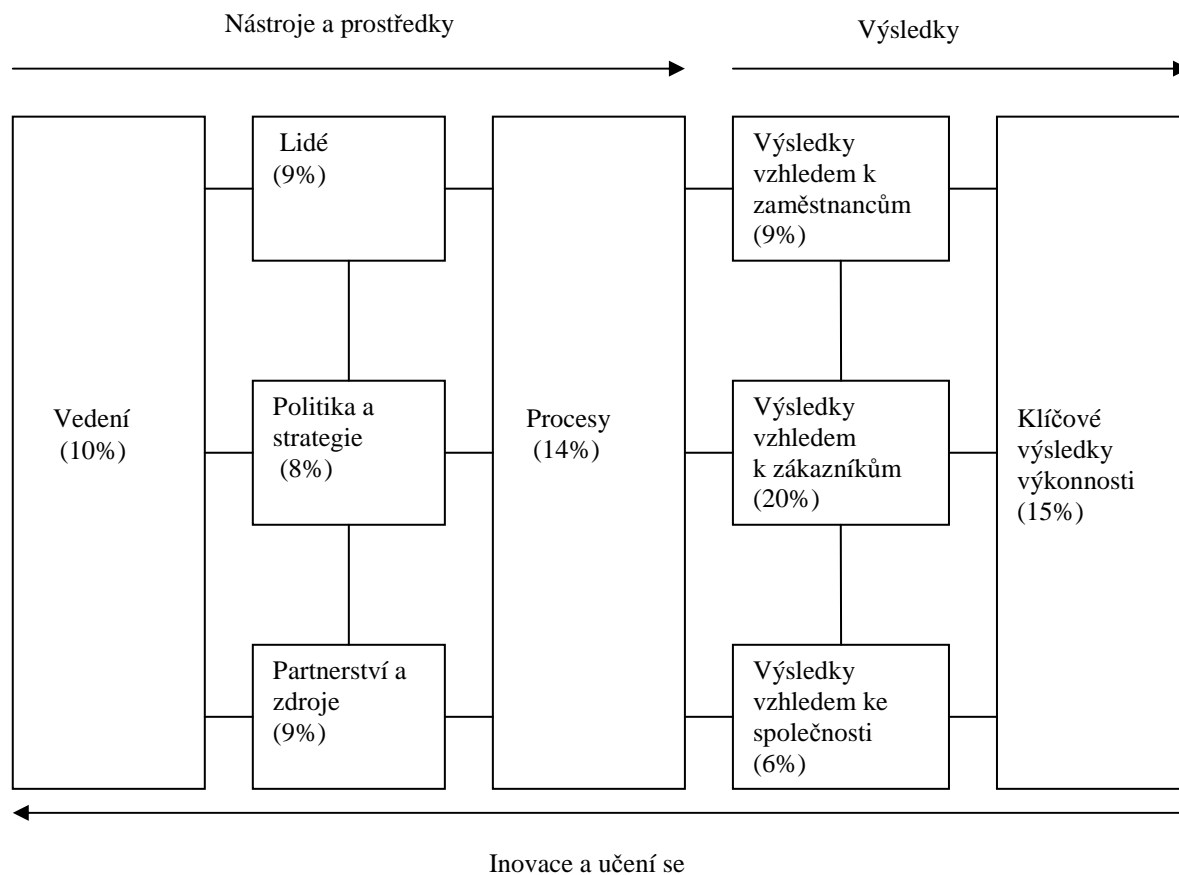 Nástroje a prostředky
Výsledky
Vedení
(10%)
Lidé
(9%)
Politika a
strategie
(8%)
Partnerství a
zdroje
(9%)
Procesy
(14%)
Výsledky
vzhledem k
zaměstnancům
(9%)
Výsledky
vzhledem
k zákazníkům
(20%)
Výsledky
vzhledem ke
společnosti
(6%)
Klíčové
výsledky
výkonnosti
(15%)
Inovace a učení se